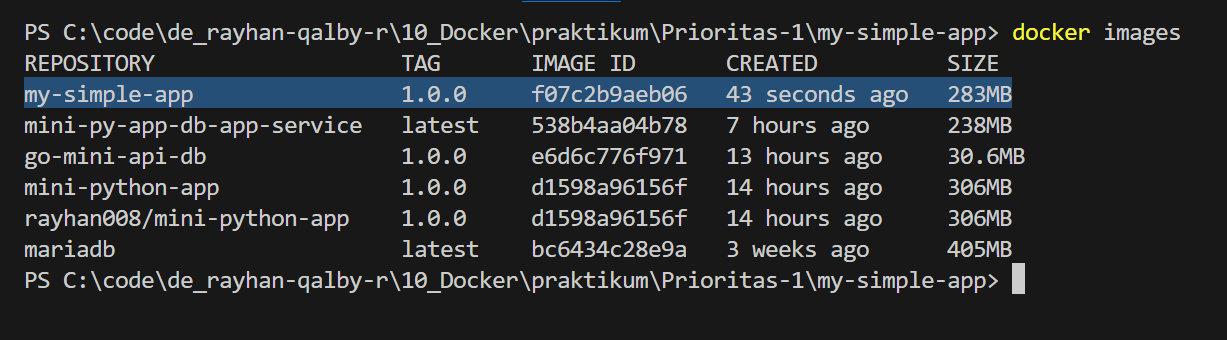 PS C:\code\de_rayhan-qalby-r\10_Docker\praktikum\Prioritas-1\my-simple-app> docker images
REPOSITORY TAG IMAGE ID CREATED SIZE
my-simple-app 1.0.0 f07c2b9aeb06 43 seconds ago 283MB
mini-py-app-db-app-service latest 538b4aa04b78 7 hours ago 238MB
go-mini-api-db 1.0.0 e6d6c776f971 13 hours ago 30.6MB
mini-python-app 1.0.0 d1598a96156f 14 hours ago 306MB
rayhan008/mini-python-app 1.0.0 d1598a96156f 14 hours ago 306MB
mariadb latest bc6434c28e9a 3 weeks ago 405MB
PS C:\code\de_rayhan-qalby-r\10_Docker\praktikum\Prioritas-1\my-simple-app>